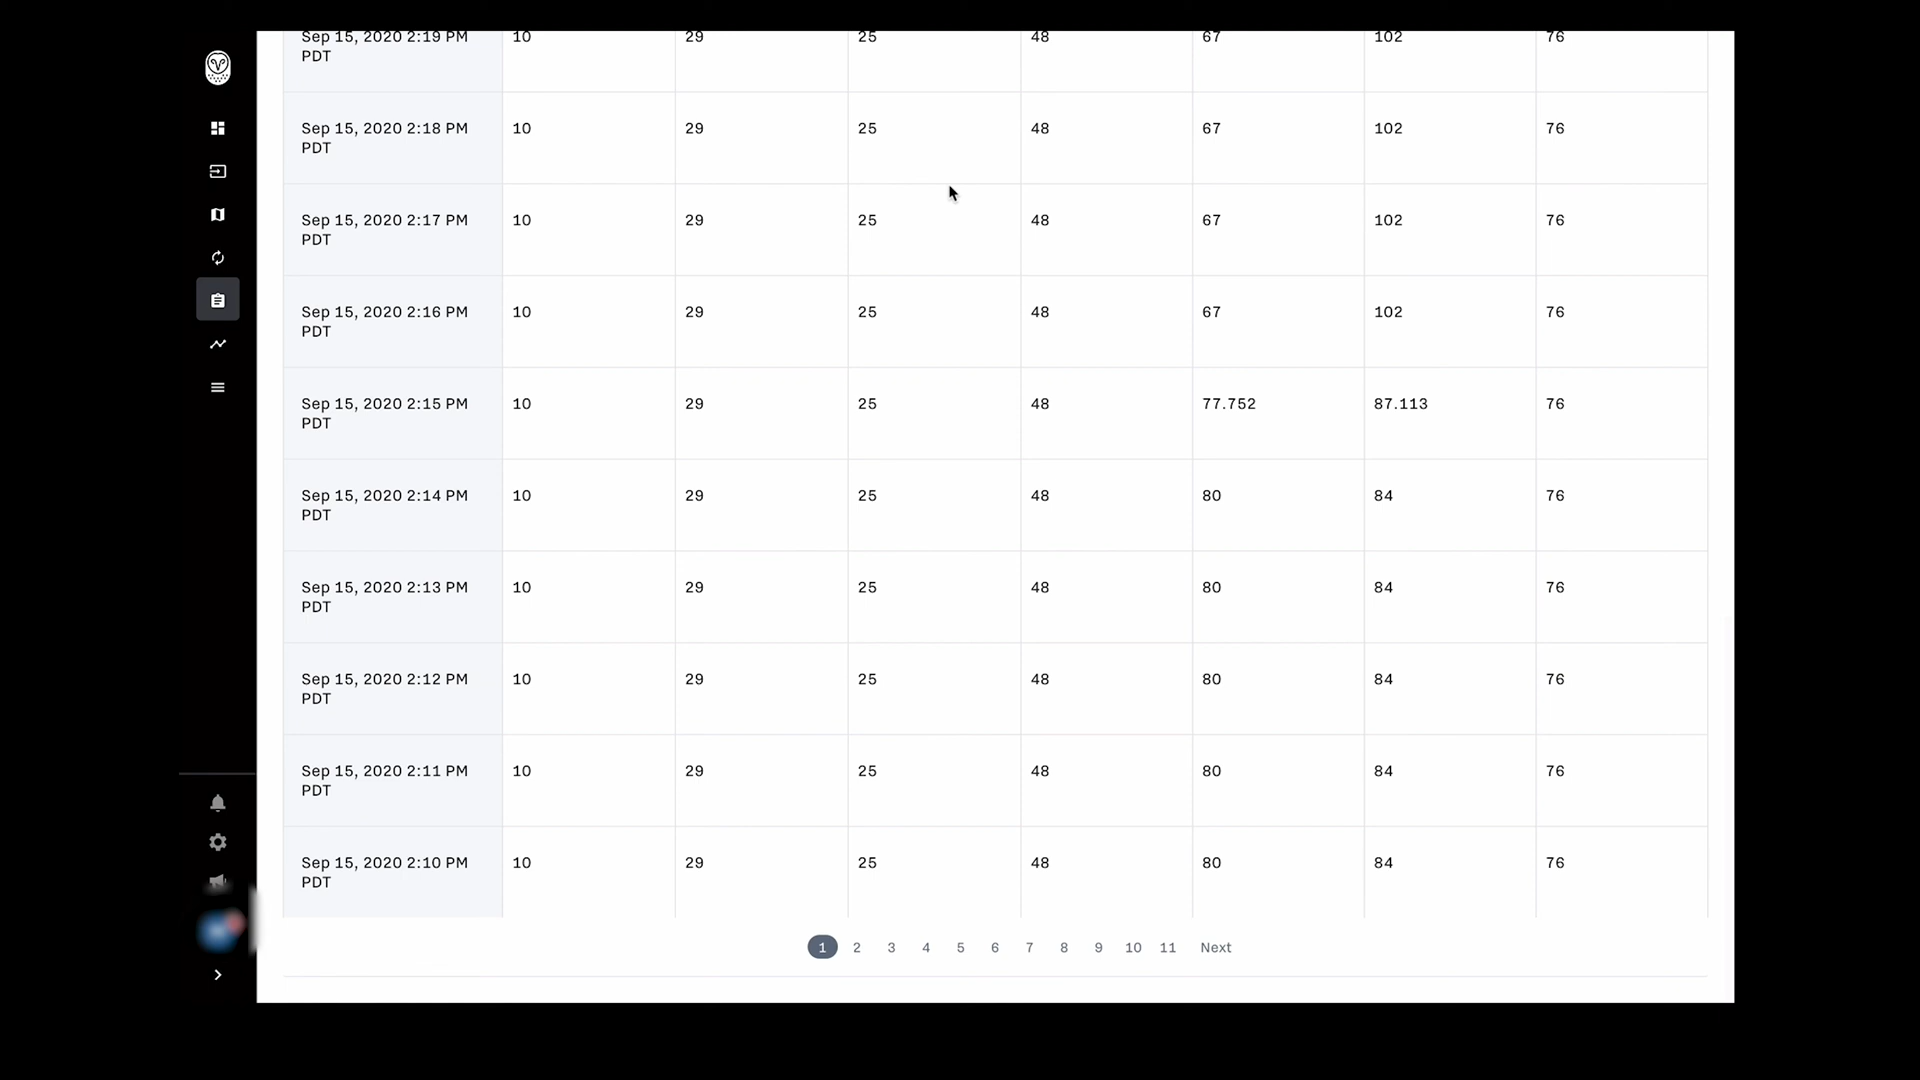 Sep 15, 2020 2:19 PM PDT 10 29 25 48 67 102 76
Sep 15, 2020 2:18 PM PDT 10 29 25 48 67 102 76
Sep 15, 2020 2:17 PM PDT 10 29 25 48 67 102 76
Sep 15, 2020 2:16 PM PDT 10 29 25 48 67 102 76
Sep 15, 2020 2:15 PM PDT 10 29 25 48 77.752 87.113 76
Sep 15, 2020 2:14 PM PDT 10 29 25 48 80 84 76
Sep 15, 2020 2:13 PM PDT 10 29 25 48 80 84 76
Sep 15, 2020 2:12 PM PDT 10 29 25 48 80 84 76
Sep 15, 2020 2:11 PM PDT 10 29 25 48 80 84 76
Sep 15, 2020 2:10 PM PDT 10 29 25 48 80 84 76
1 2 3 4 5 6 7 8 9 10 11 Next